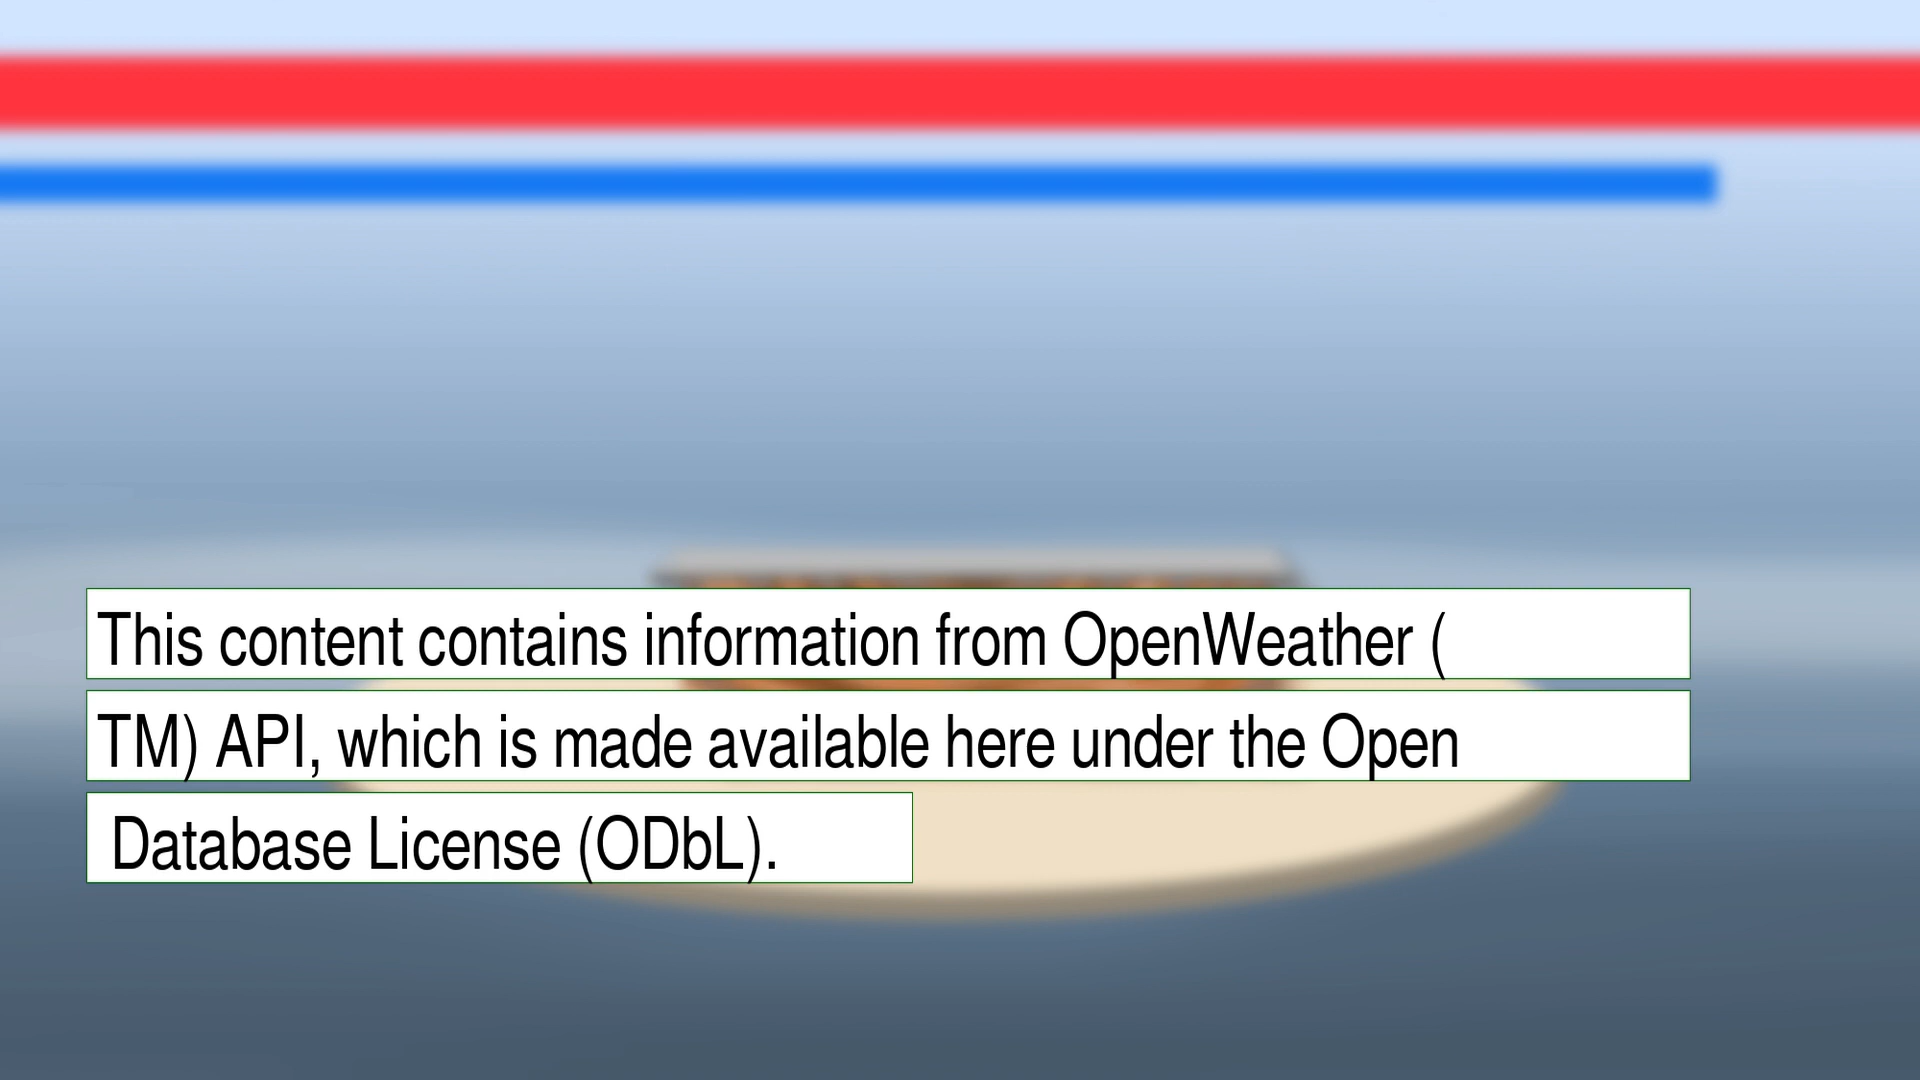 This content contains information from OpenWeather (
TM) API, which is made available here under the Open
Database License (ODbL).